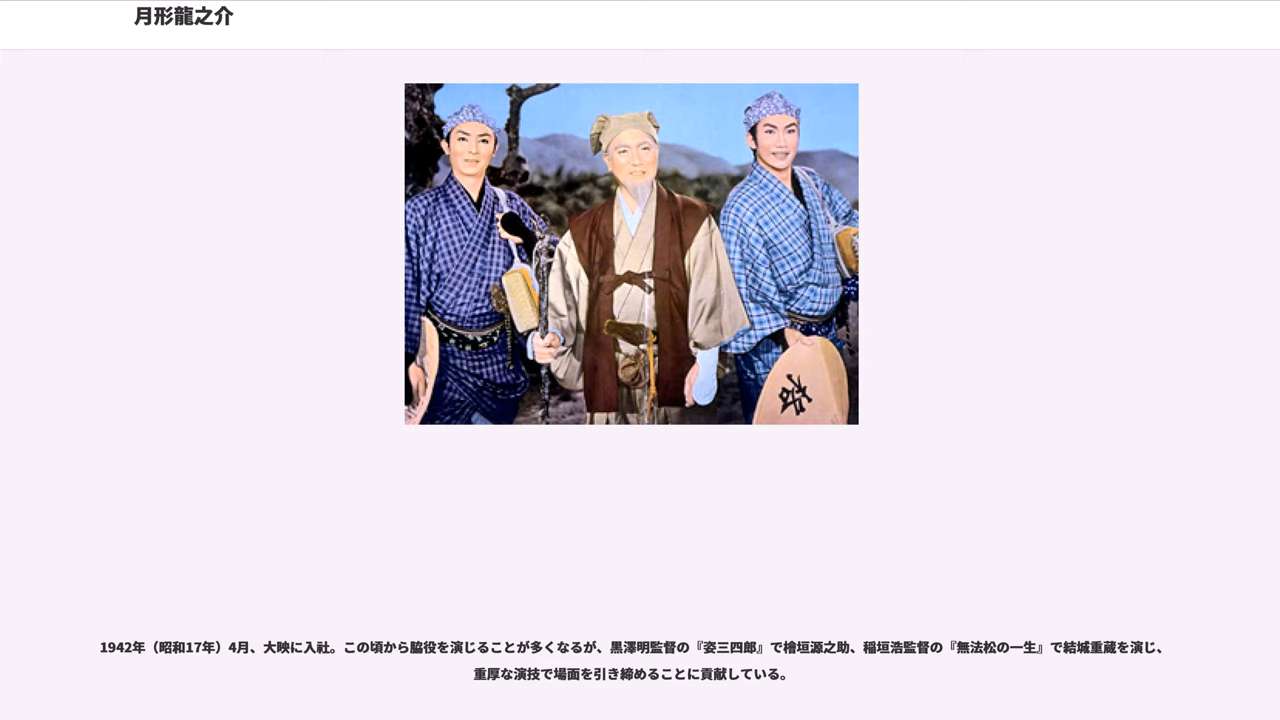 月形龍之介
1942年（昭和17年）4月、大映に入社。この頃から脇役を演じることが多くなるが、黒澤明監督の『姿三四郎』で檜垣源之助、稲垣浩監督の『無法松の一生』で結城重蔵を演じ、
重厚な演技で場面を引き締めることに貢献している。